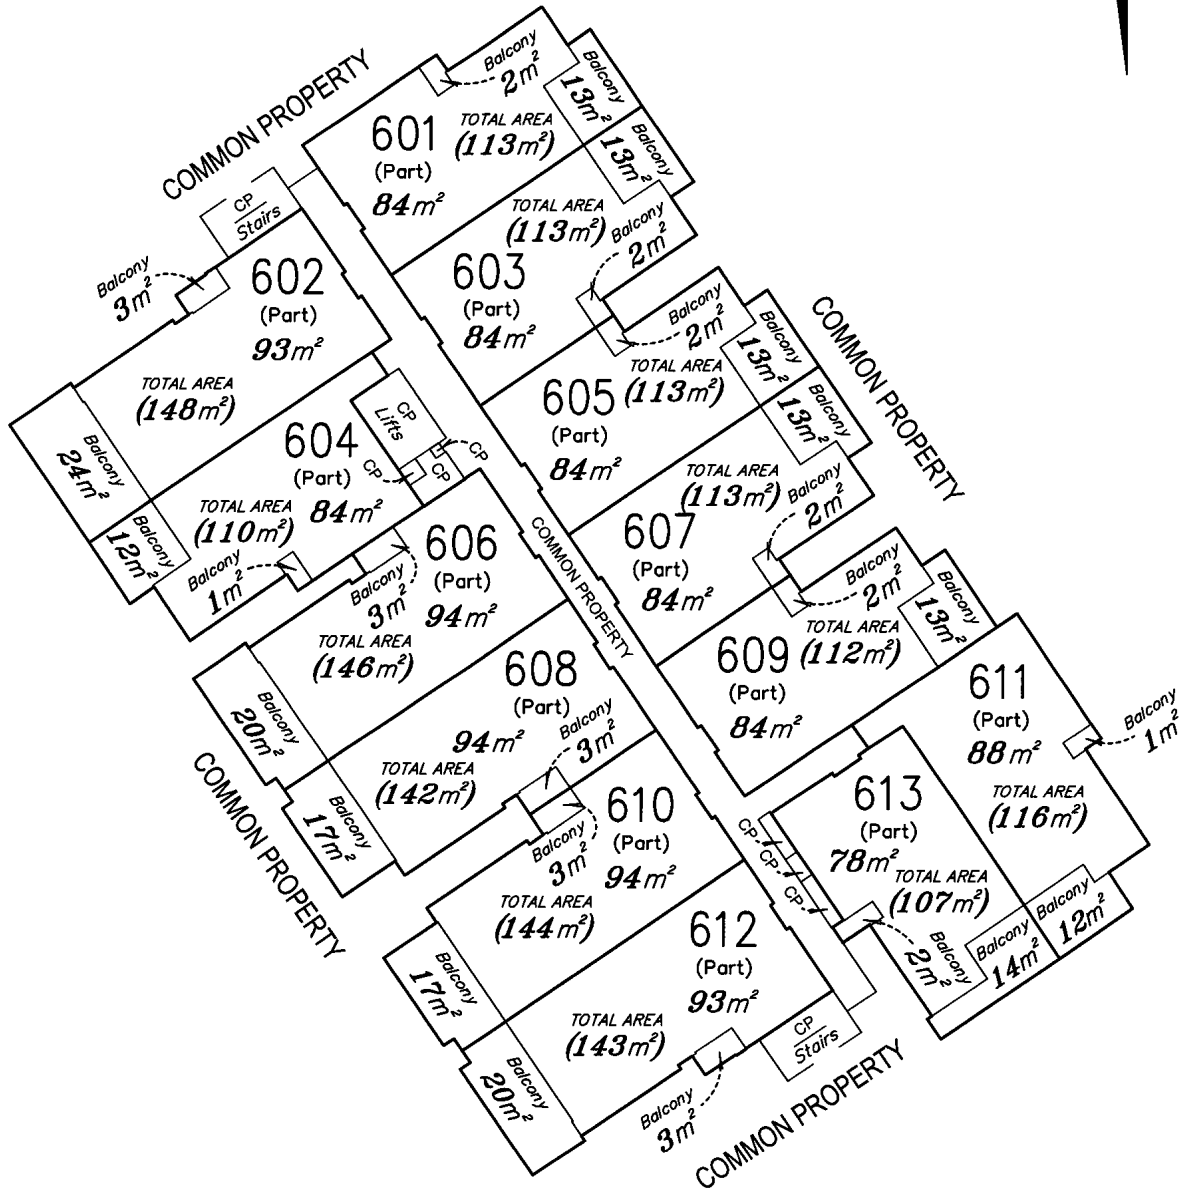 COMMON PROPERTY
601
(Part)
84m²
TOTAL AREA
(113m²)
Balcony
2m²
Balcony
13m²
Balcony
13m²
CP
Stairs
602
(Part)
93m²
TOTAL AREA
(148m²)
Balcony
3m²
Balcony
24m²
603
(Part)
84m²
TOTAL AREA
(113m²)
Balcony
2m²
604
(Part)
84m²
TOTAL AREA
(110m²)
Balcony
12m²
Balcony
1m²
CP
Lifts
CP
CP
CP
605
(Part)
84m²
TOTAL AREA
(113m²)
Balcony
2m²
Balcony
13m²
Balcony
13m²
COMMON PROPERTY
606
(Part)
94m²
TOTAL AREA
(146m²)
Balcony
3m²
Balcony
20m²
COMMON PROPERTY
607
(Part)
84m²
TOTAL AREA
(113m²)
Balcony
2m²
608
(Part)
94m²
TOTAL AREA
(142m²)
Balcony
3m²
Balcony
17m²
COMMON PROPERTY
609
(Part)
84m²
TOTAL AREA
(112m²)
Balcony
2m²
Balcony
13m²
610
(Part)
94m²
TOTAL AREA
(144m²)
Balcony
3m²
Balcony
17m²
611
(Part)
88m²
TOTAL AREA
(116m²)
Balcony
1m²
Balcony
12m²
612
(Part)
93m²
TOTAL AREA
(143m²)
Balcony
20m²
Balcony
3m²
613
(Part)
78m²
TOTAL AREA
(107m²)
Balcony
2m²
Balcony
14m²
CP
CP
CP
CP
Stairs
COMMON PROPERTY